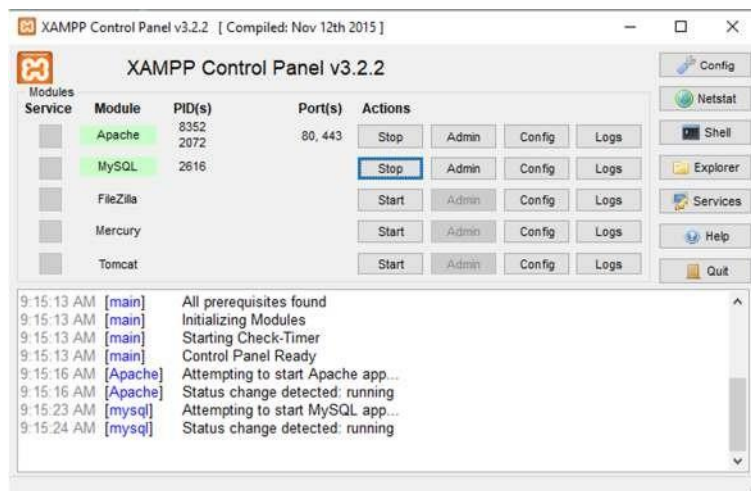 XAMPP Control Panel v3.2.2 [ Compiled: Nov 12th 2015 ]
XAMPP Control Panel v3.2.2
Config
Modules
Service Module PID(s) Port(s) Actions
Netstat
Apache 8352 2072 80, 443 Stop Admin Config Logs
Shell
MySQL 2616 Stop Admin Config Logs
Explorer
FileZilla Start Admin Config Logs
Services
Mercury Start Admin Config Logs
Help
Tomcat Start Admin Config Logs
Quit
9:15:13 AM [main] All prerequisites found
9:15:13 AM [main] Initializing Modules
9:15:13 AM [main] Starting Check-Timer
9:15:13 AM [main] Control Panel Ready
9:15:16 AM [Apache] Attempting to start Apache app...
9:15:16 AM [Apache] Status change detected: running
9:15:23 AM [mysql] Attempting to start MySQL app...
9:15:24 AM [mysql] Status change detected: running